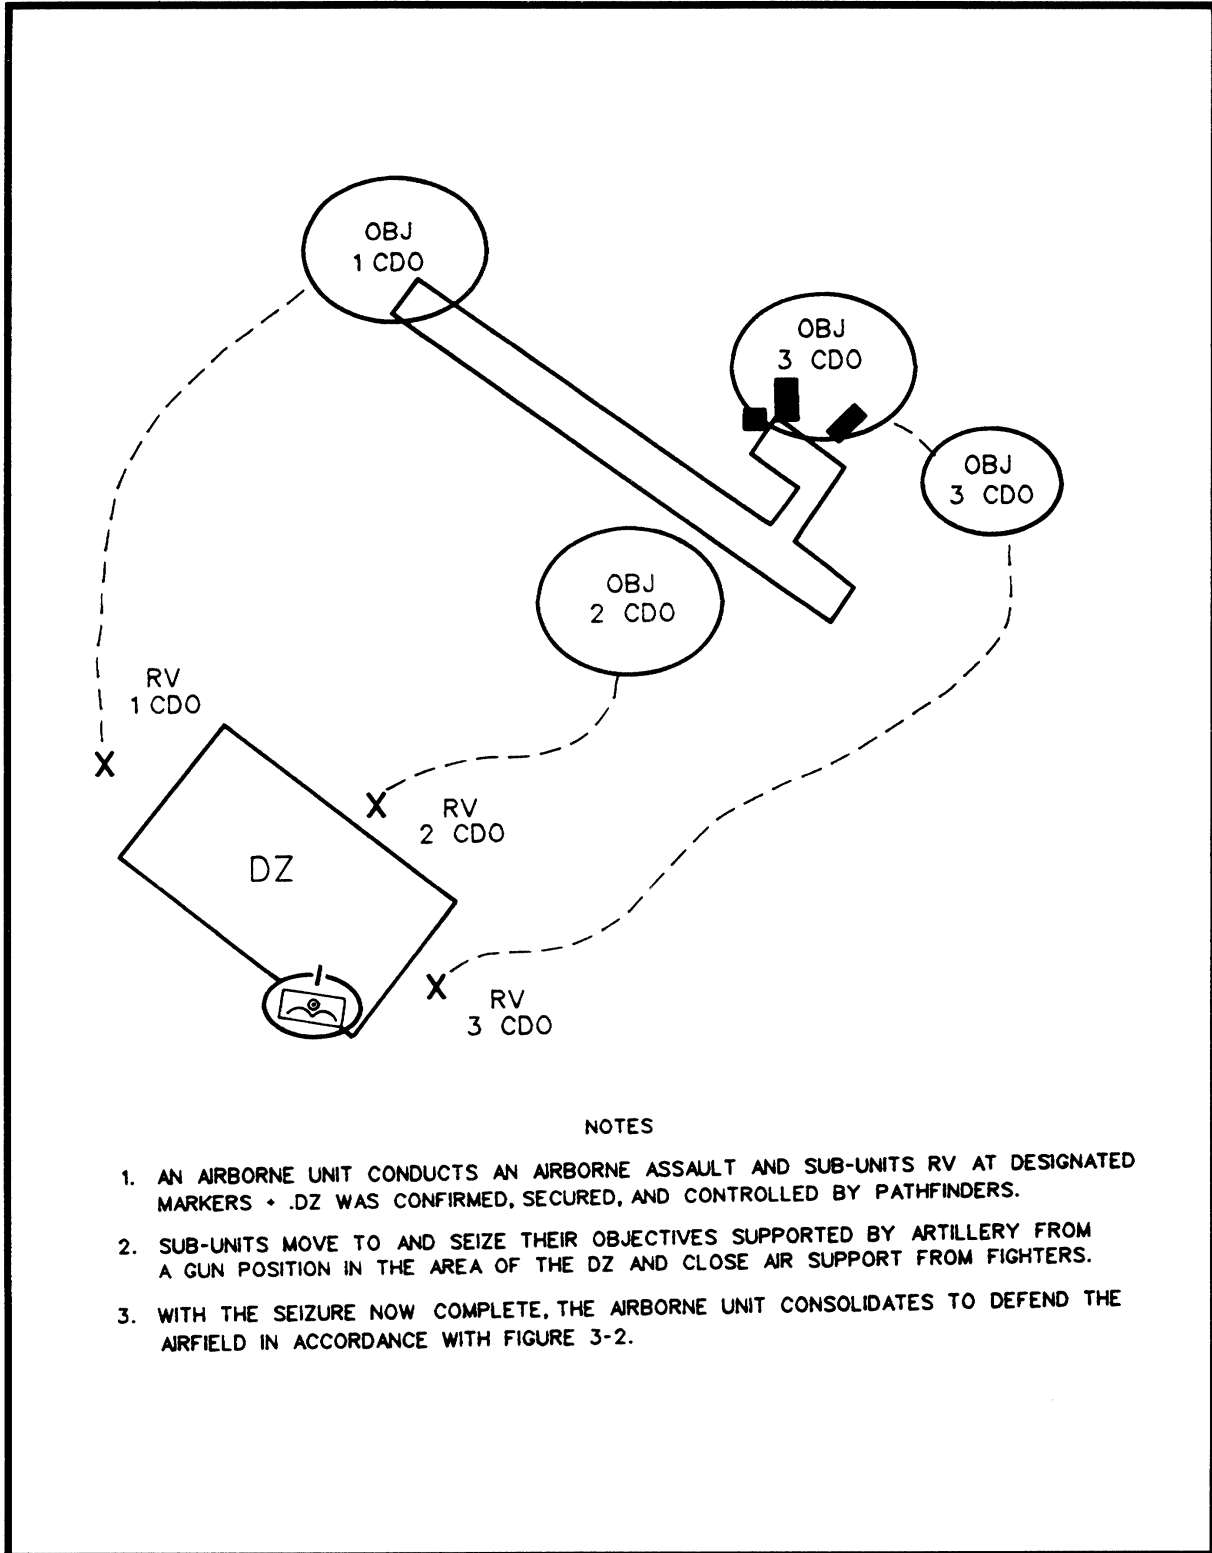 OBJ
1 CDO
OBJ
3 CDO
OBJ
3 CDO
OBJ
2 CDO
RV
1 CDO
X
X
RV
2 CDO
DZ
X
RV
3 CDO
NOTES
1. AN AIRBORNE UNIT CONDUCTS AN AIRBORNE ASSAULT AND SUB-UNITS RV AT DESIGNATED
MARKERS + .DZ WAS CONFIRMED, SECURED, AND CONTROLLED BY PATHFINDERS.
2. SUB-UNITS MOVE TO AND SEIZE THEIR OBJECTIVES SUPPORTED BY ARTILLERY FROM
A GUN POSITION IN THE AREA OF THE DZ AND CLOSE AIR SUPPORT FROM FIGHTERS.
3. WITH THE SEIZURE NOW COMPLETE, THE AIRBORNE UNIT CONSOLIDATES TO DEFEND THE
AIRFIELD IN ACCORDANCE WITH FIGURE 3-2.